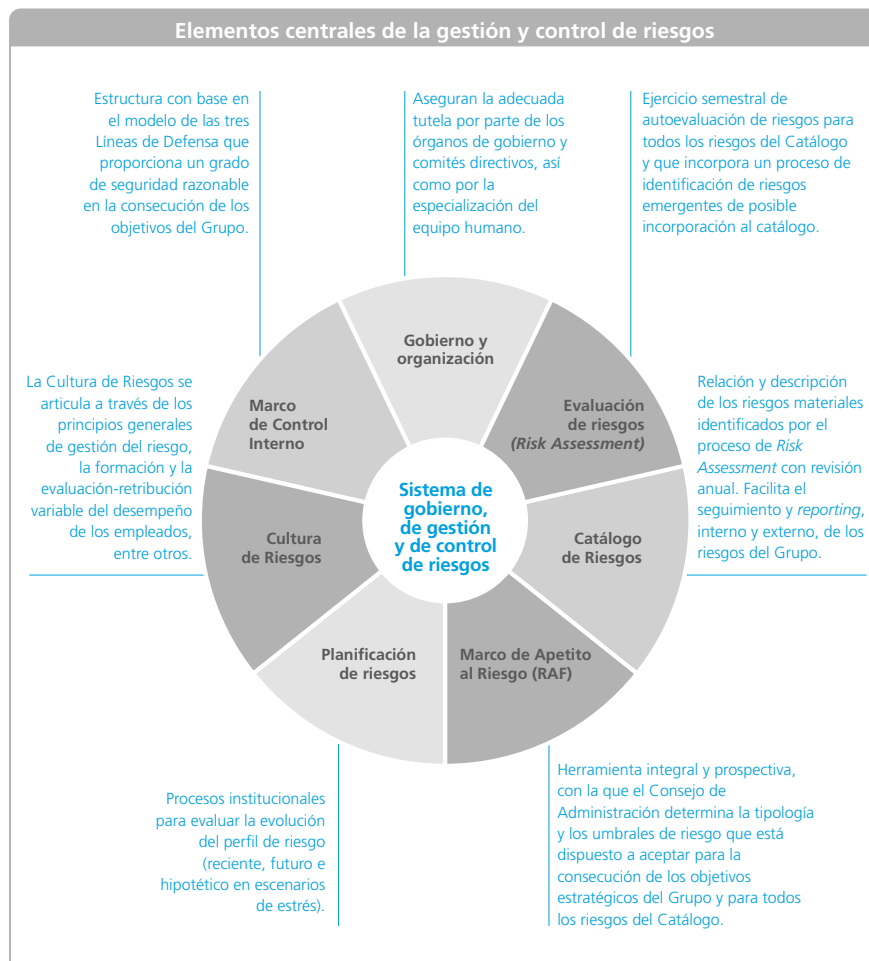 Elementos centrales de la gestión y control de riesgos
Estructura con base en
el modelo de las tres
Líneas de Defensa que
proporciona un grado
de seguridad razonable
en la consecución de los
objetivos del Grupo.
Aseguran la adecuada
tutela por parte de los
órganos de gobierno y
comités directivos, así
como por la
especialización del
equipo humano.
Ejercicio semestral de
autoevaluación de riesgos para
todos los riesgos del Catálogo
y que incorpora un proceso de
identificación de riesgos
emergentes de posible
incorporación al catálogo.
Gobierno y
organización
La Cultura de Riesgos se
articula a través de los
principios generales
de gestión del riesgo,
la formación y la
evaluación-retribución
variable del desempeño
de los empleados,
entre otros.
Marco
de Control
Interno
Evaluación
de riesgos
(Risk Assessment)
Relación y descripción
de los riesgos materiales
identificados por el
proceso de Risk
Assessment con revisión
anual. Facilita el
seguimiento y reporting,
interno y externo, de los
riesgos del Grupo.
Sistema de
gobierno,
de gestión
y de control
de riesgos
Cultura
de Riesgos
Catálogo
de Riesgos
Planificación
de riesgos
Marco de Apetito
al Riesgo (RAF)
Procesos institucionales
para evaluar la evolución
del perfil de riesgo
(reciente, futuro e
hipotético en escenarios
de estrés).
Herramienta integral y prospectiva,
con la que el Consejo de
Administración determina la tipología
y los umbrales de riesgo que está
dispuesto a aceptar para la
consecución de los objetivos
estratégicos del Grupo y para todos
los riesgos del Catálogo.